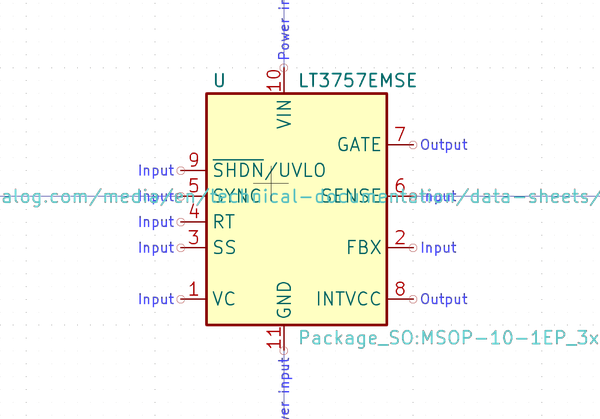 Power in
10
U
LT3757EMSE
VIN
GATE
7
Output
Input
9
SHDN/UVLO
Input
5
SYNC
SENSE
6
Input
alog.com/media/en/technical-documentation/data-sheets/
Input
4
RT
Input
3
SS
FBX
2
Input
Input
1
VC
GND
INTVCC
8
Output
11
Package_SO:MSOP-10-1EP_3x
wer input